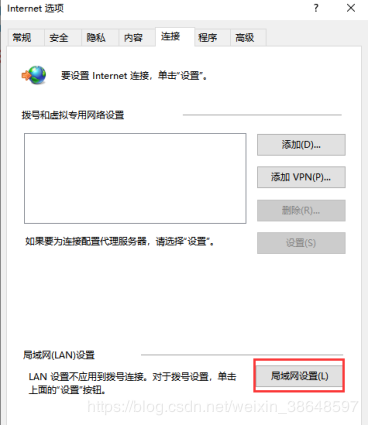 Internet 选项
常规 安全 隐私 内容 连接 程序 高级
要设置 Internet 连接，单击“设置”。
拨号和虚拟专用网络设置
添加(D)...
添加 VPN(P)...
删除(R)...
如果要为连接配置代理服务器，请选择“设置”。
设置(S)
局域网(LAN)设置
LAN 设置不应用到拨号连接。对于拨号设置，单击
上面的“设置”按钮。
局域网设置(L)
https://blog.csdn.net/weixin_38648597